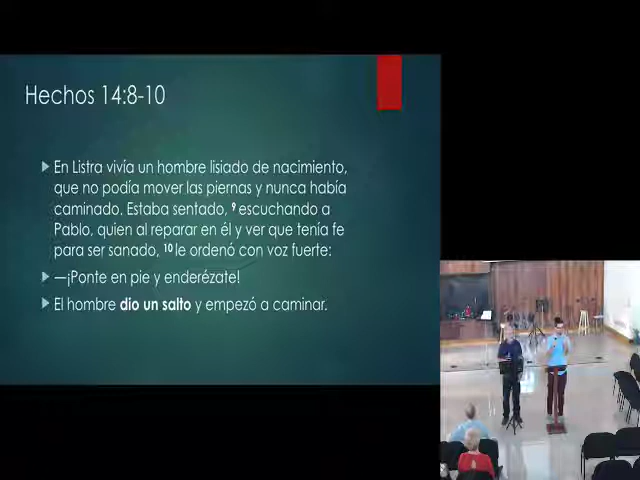 Hechos 14:8-10
En Listra vivía un hombre lisiado de nacimiento,
que no podía mover las piernas y nunca había
caminado. Estaba sentado, ⁹ escuchando a
Pablo, quien al reparar en él y ver que tenía fe
para ser sanado, ¹⁰ le ordenó con voz fuerte:
—¡Ponte en pie y enderézate!
El hombre dio un salto y empezó a caminar.